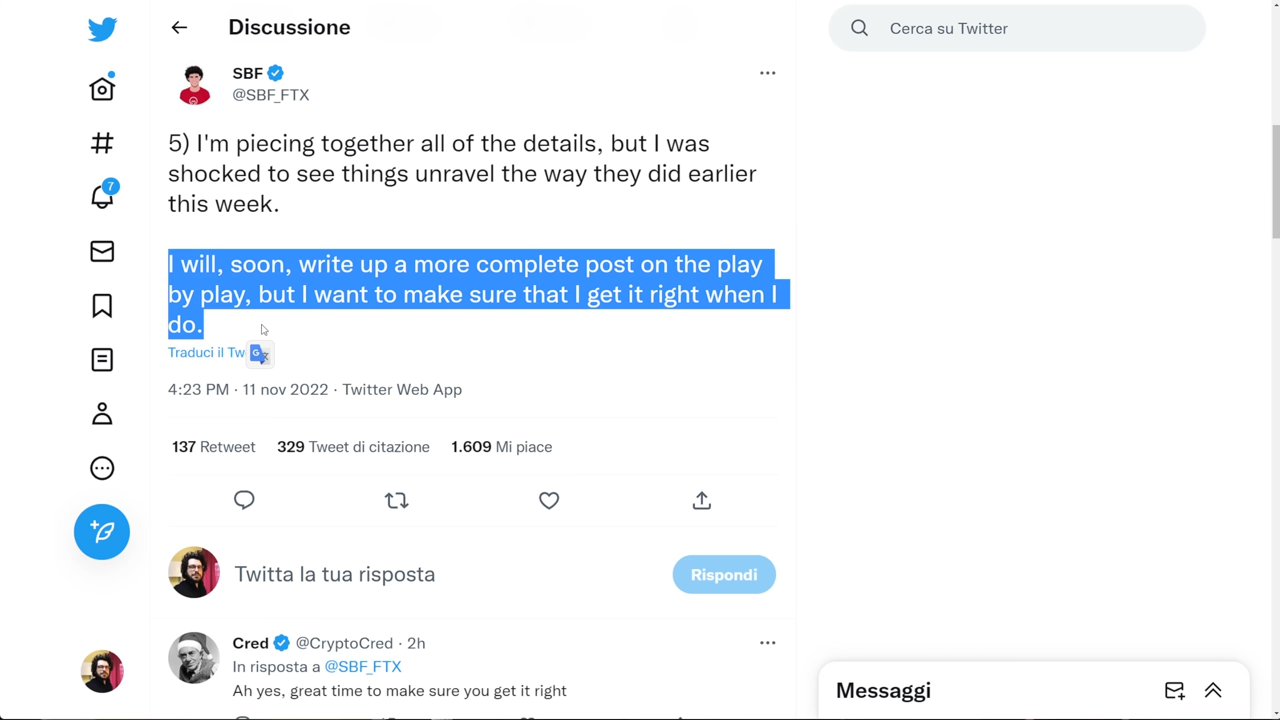 Discussione
Cerca su Twitter
SBF
@SBF_FTX
5) I'm piecing together all of the details, but I was
shocked to see things unravel the way they did earlier
this week.
I will, soon, write up a more complete post on the play
by play, but I want to make sure that I get it right when I
do.
Traduci il Tw
4:23 PM · 11 nov 2022 · Twitter Web App
137 Retweet 329 Tweet di citazione 1.609 Mi piace
7
Twitta la tua risposta
Rispondi
Cred @CryptoCred · 2h
In risposta a @SBF_FTX
Ah yes, great time to make sure you get it right
Messaggi